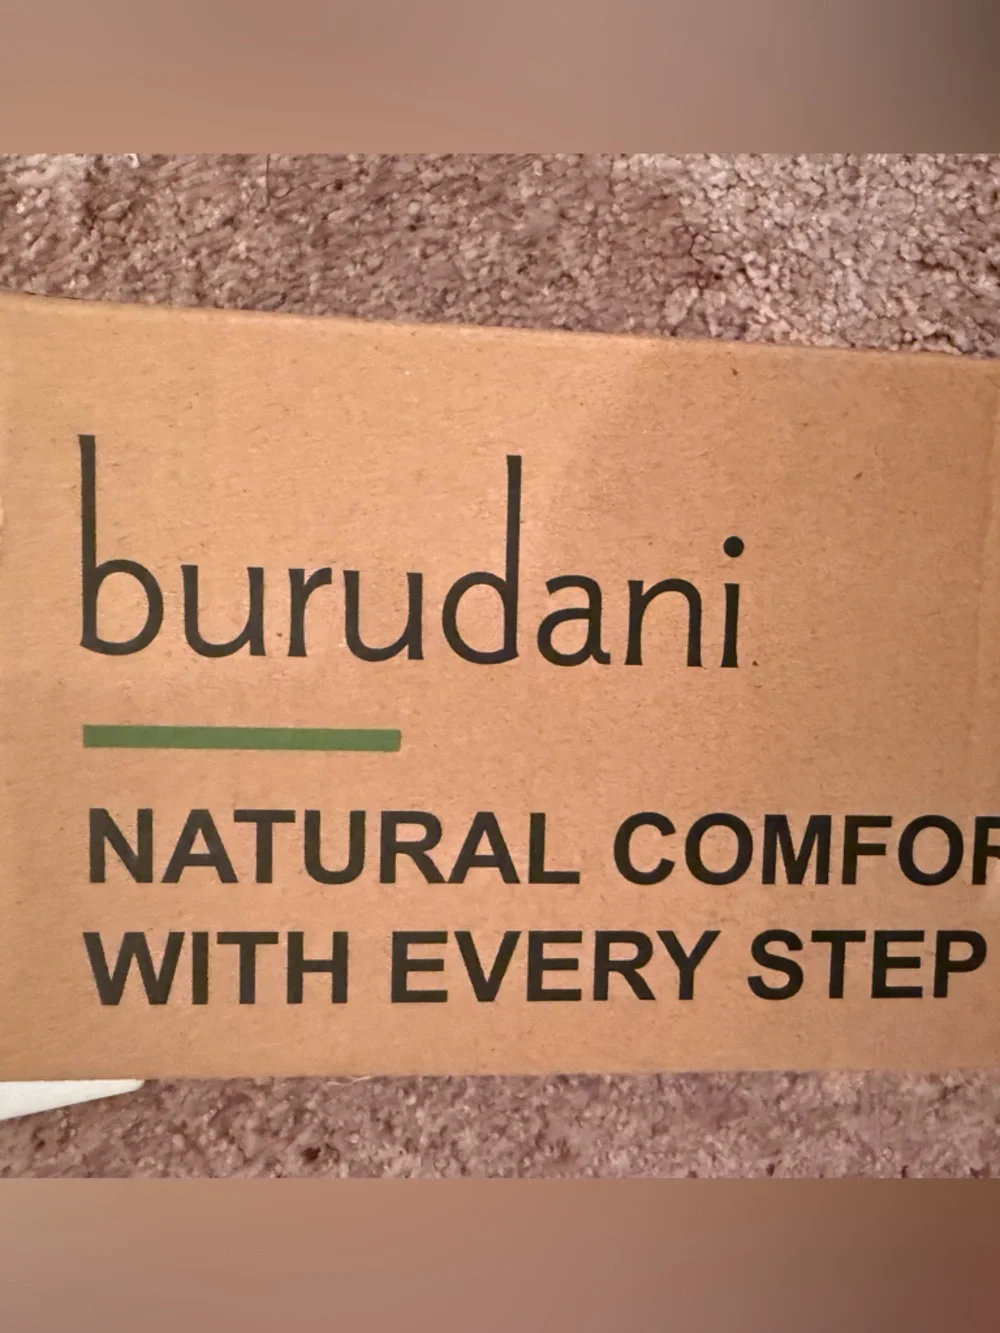 burudani
NATURAL COMFOR
WITH EVERY STEP